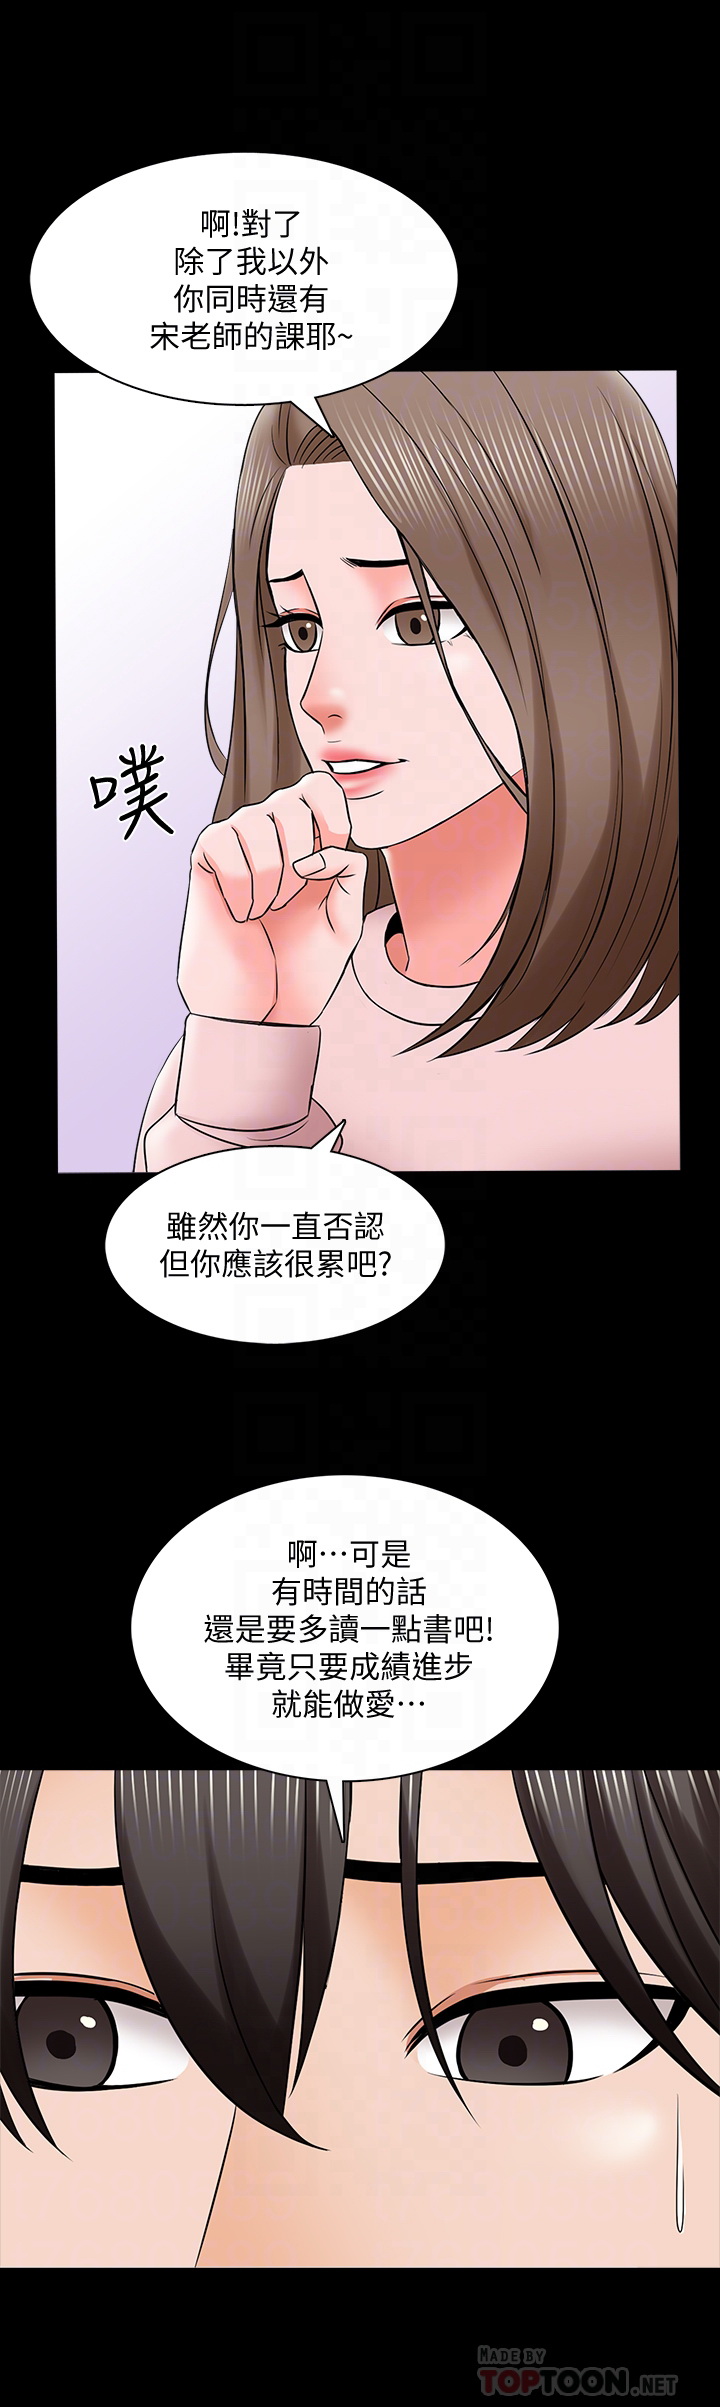 啊!對了
除了我以外
你同時還有
宋老師的課耶~
噗
雖然你一直否認
但你應該很累吧?
啊…可是
有時間的話
還是要多讀一點書吧!
畢竟只要成績進步
就能做愛…
MADE BY
TOPTOON.NET